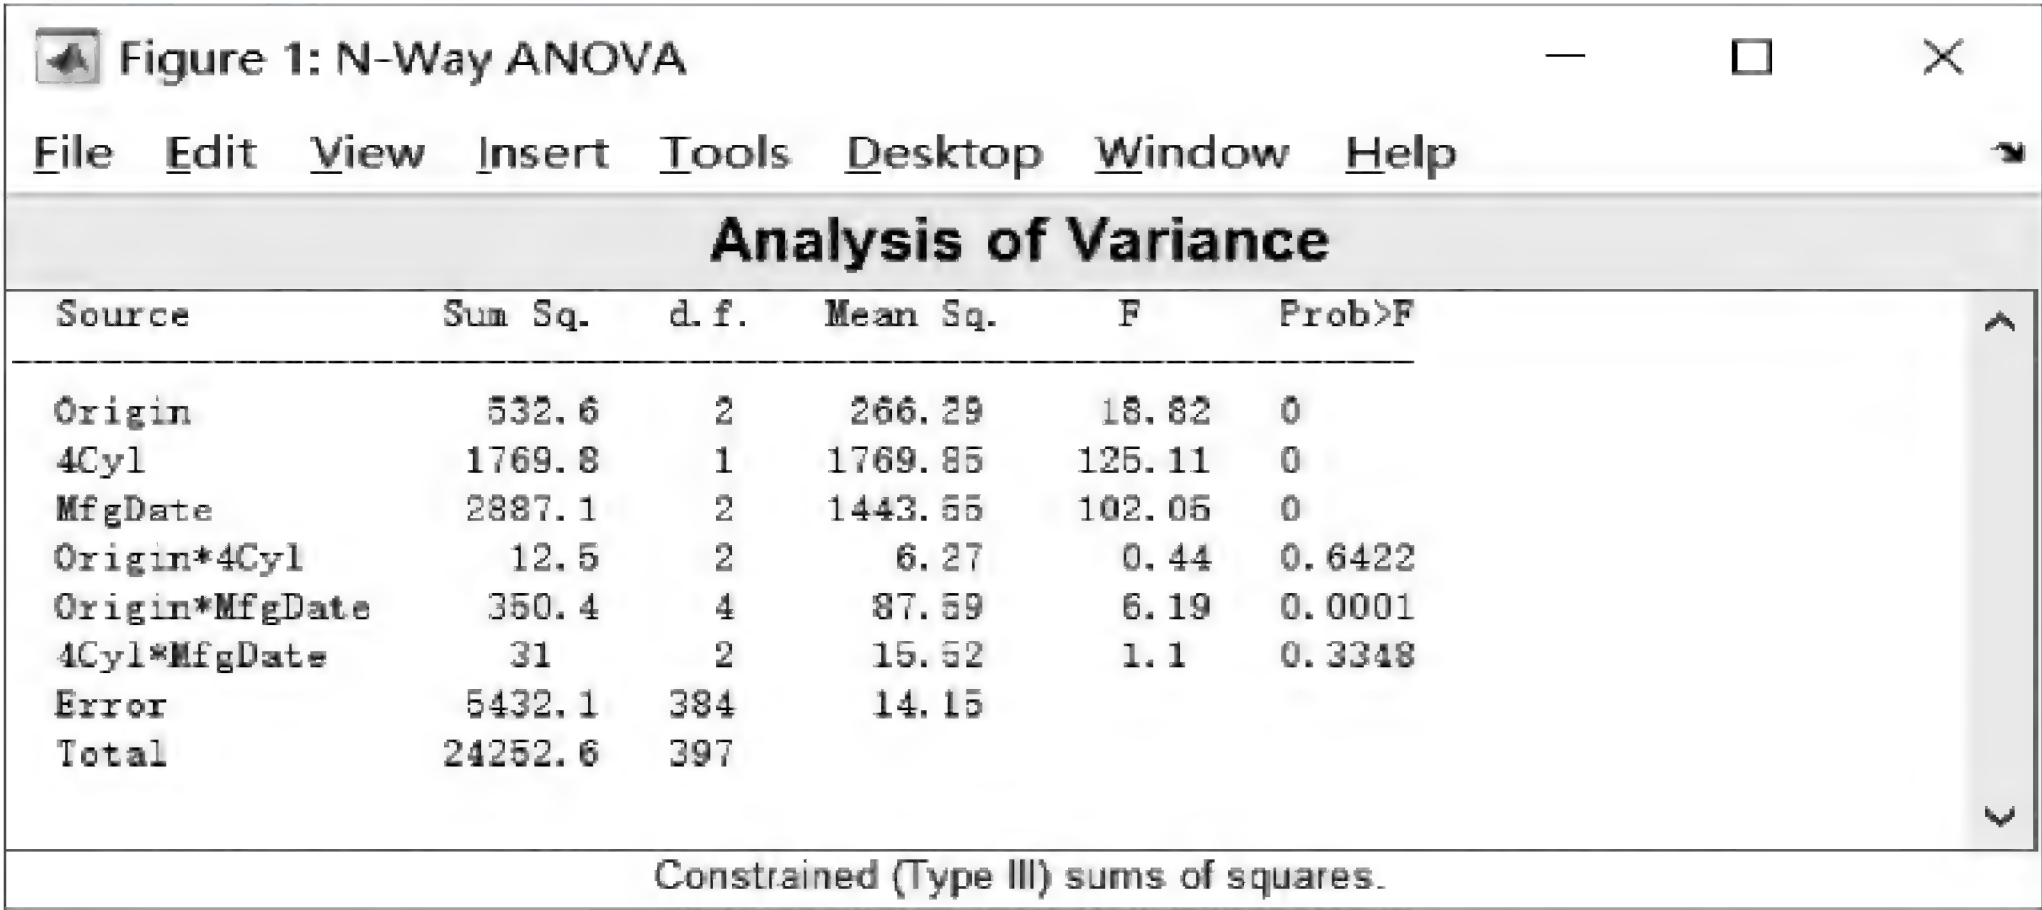 Figure 1: N-Way ANOVA
File Edit View Insert Tools Desktop Window Help
Analysis of Variance
Source Sum Sq. d.f. Mean Sq. F Prob>F
Origin 532.6 2 266.29 18.82 0
4Cyl 1769.8 1 1769.85 125.11 0
MfgDate 2887.1 2 1443.55 102.05 0
Origin*4Cyl 12.5 2 6.27 0.44 0.6422
Origin*MfgDate 350.4 4 87.59 6.19 0.0001
4Cyl*MfgDate 31 2 15.52 1.1 0.3348
Error 5432.1 384 14.15
Total 24252.6 397
Constrained (Type III) sums of squares.